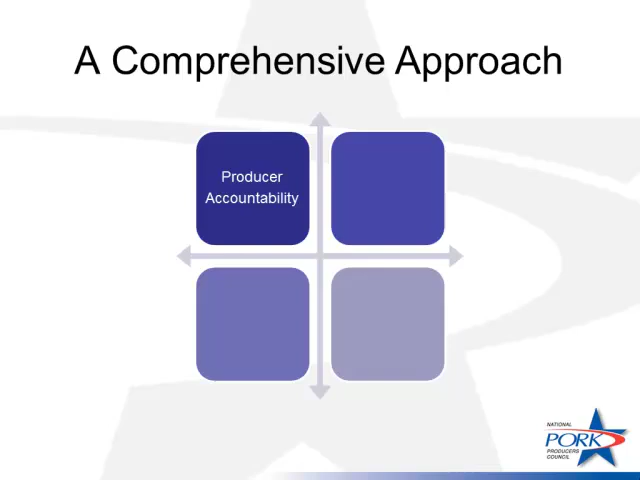 A Comprehensive Approach
Producer
Accountability
NATIONAL
PORK
PRODUCERS
COUNCIL